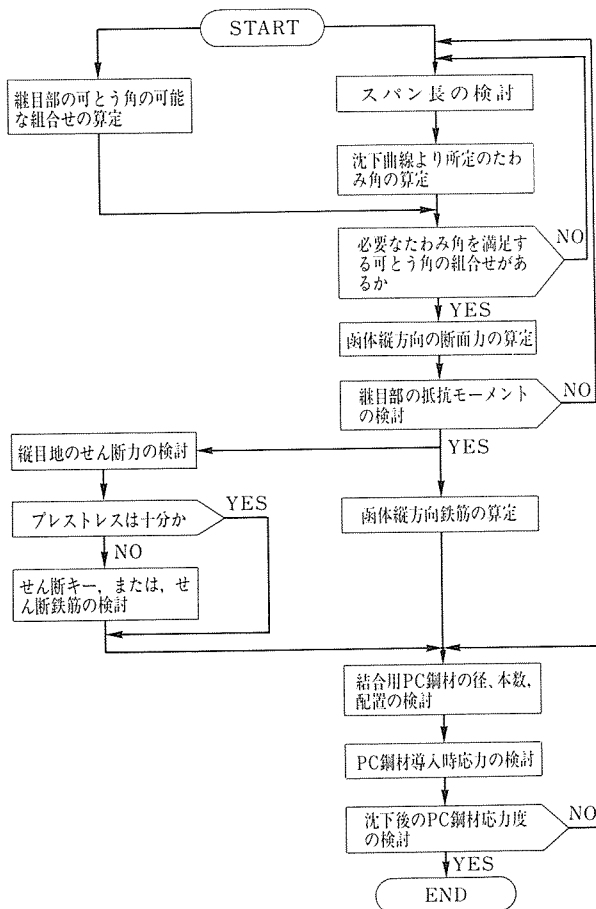 START
継目部の可とう角の可能
な組合せの算定
スパン長の検討
沈下曲線より所定のたわ
み角の算定
必要なたわみ角を満足す
る可とう角の組合せがあ
るか
NO
YES
函体縦方向の断面力の算定
継目部の抵抗モーメント
の検討
NO
YES
縦目地のせん断力の検討
プレストレスは十分か
YES
NO
せん断キー,または,せ
ん断鉄筋の検討
函体縦方向鉄筋の算定
結合用PC鋼材の径、本数,
配置の検討
PC鋼材導入時応力の検討
沈下後のPC鋼材応力度
の検討
NO
YES
END